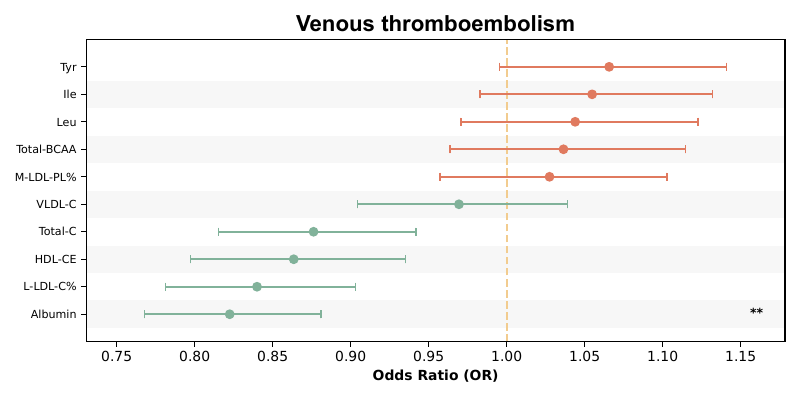 Venous thromboembolism
Tyr
Ile
Leu
Total-BCAA
M-LDL-PL%
VLDL-C
Total-C
HDL-CE
L-LDL-C%
Albumin **
0.75 0.80 0.85 0.90 0.95 1.00 1.05 1.10 1.15
Odds Ratio (OR)